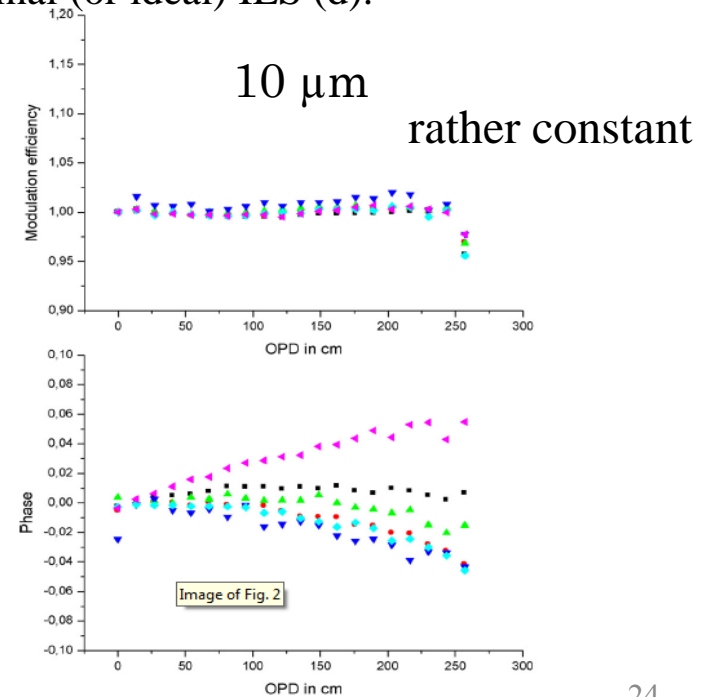 (or ideal) ILS (d).
10 µm
rather constant
1,20
1,15
1,10
1,05
1,00
0,95
0,90
Modulation efficiency
0 50 100 150 200 250 300
OPD in cm
0,10
0,08
0,06
0,04
0,02
0,00
-0,02
-0,04
-0,06
-0,08
-0,10
Phase
Image of Fig. 2
0 50 100 150 200 250 300
OPD in cm
24